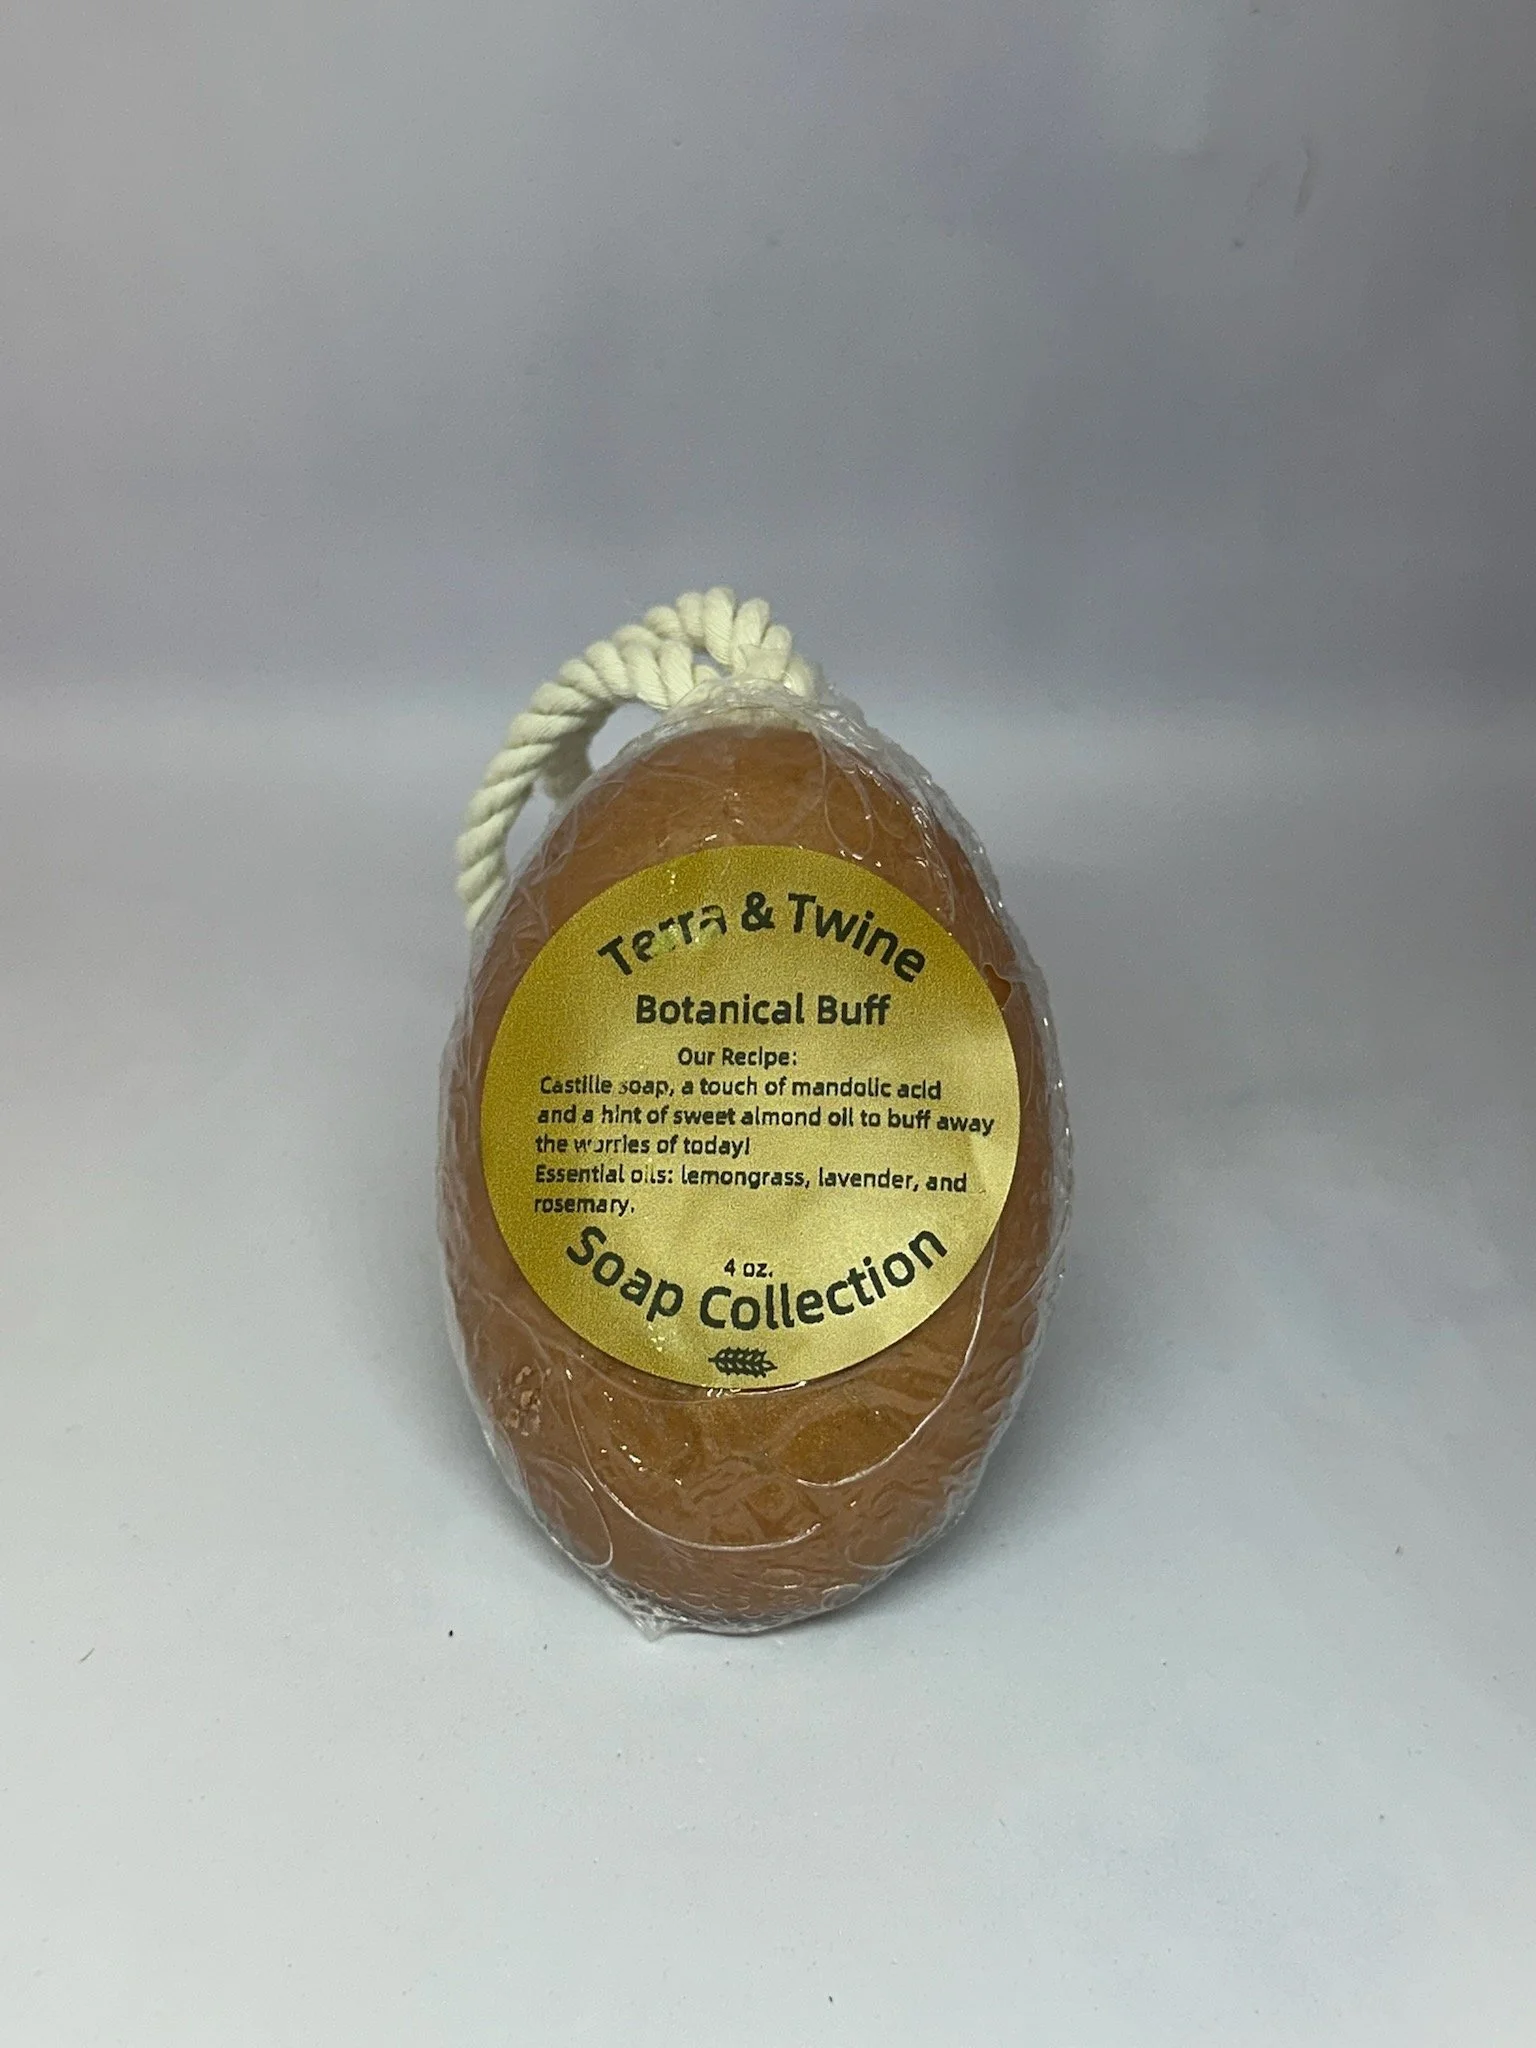 Terra & Twine
Botanical Buff
Our Recipe:
Castille soap, a touch of mandolic acid
and a hint of sweet almond oil to buff away
the worries of today!
Essential oils: lemongrass, lavender, and
rosemary.
4 oz.
Soap Collection